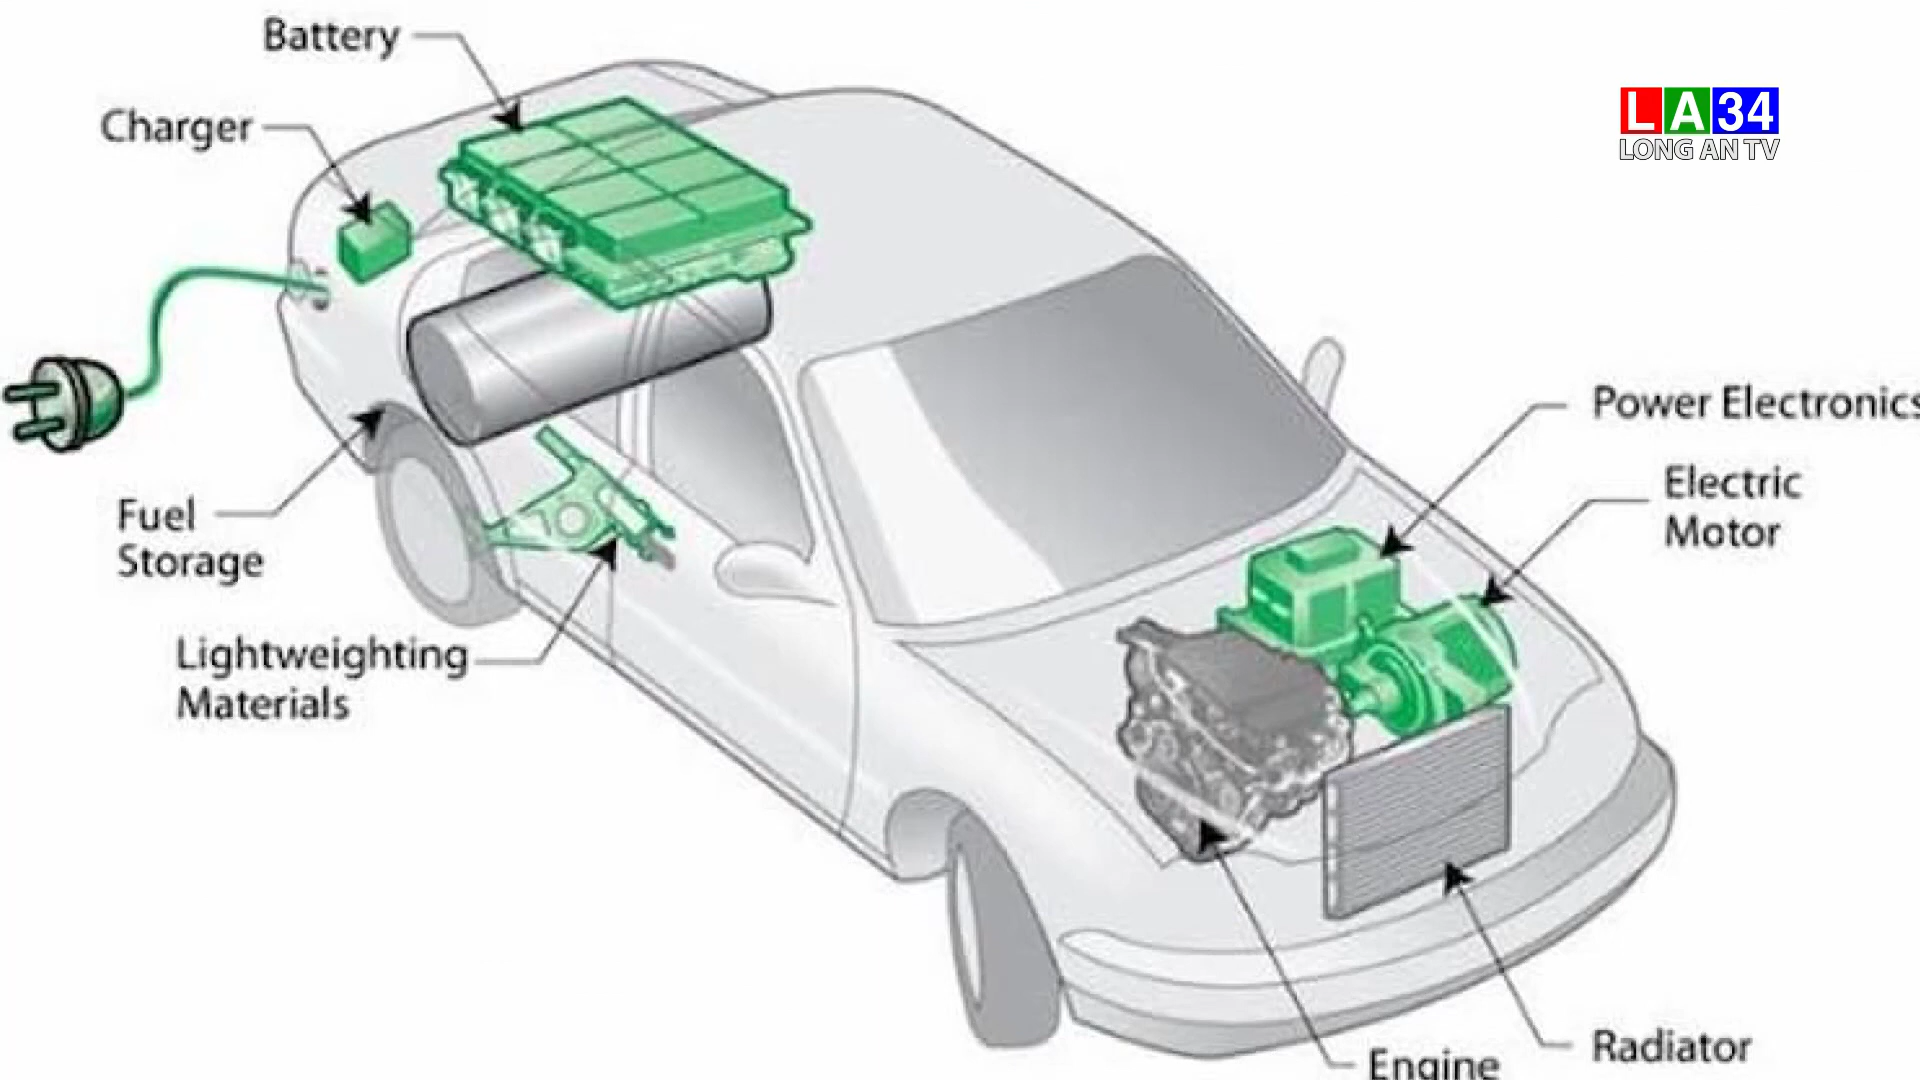 Battery
Charger
LA34
LONG AN TV
Power Electronics
Electric
Motor
Fuel
Storage
Lightweighting
Materials
Radiator
Engine